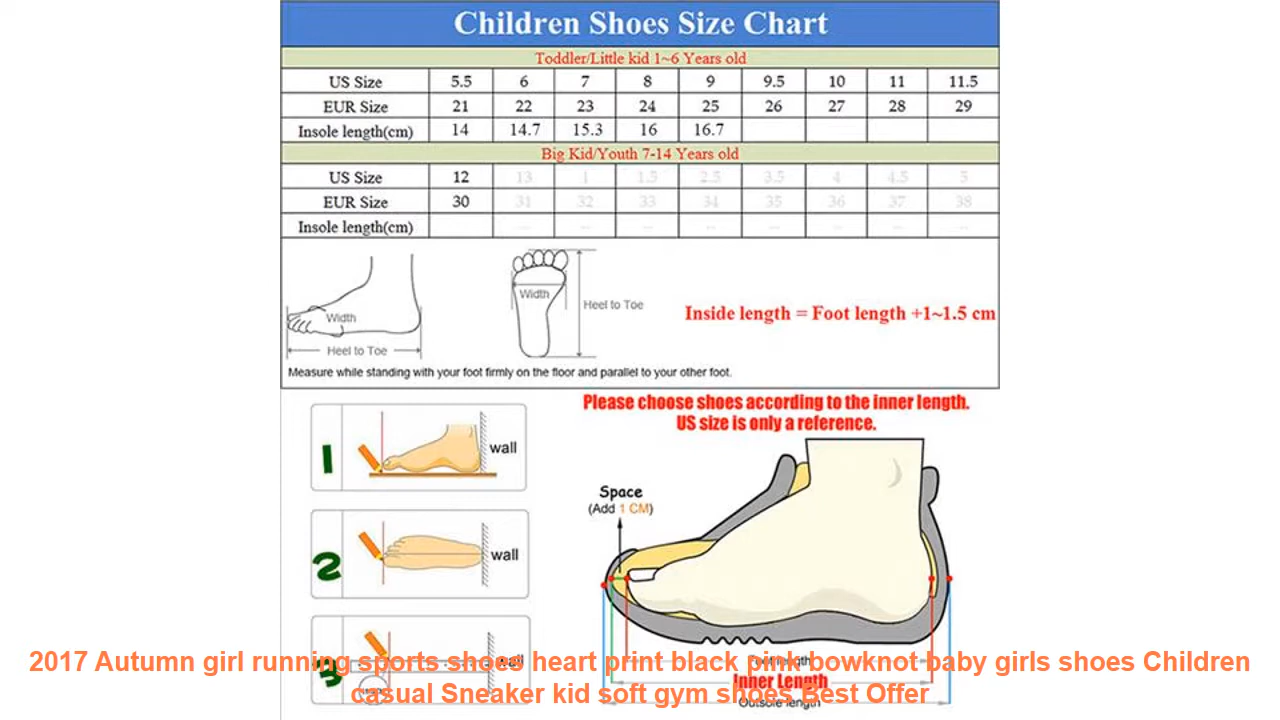 Children Shoes Size Chart
Toddler/Little kid 1~6 Years old
US Size 5.5 6 7 8 9 9.5 10 11 11.5
EUR Size 21 22 23 24 25 26 27 28 29
Insole length(cm) 14 14.7 15.3 16 16.7
Big Kid/Youth 7-14 Years old
US Size 12 13 1 1.5 2.5 3.5 4 4.5 5
EUR Size 30 31 32 33 34 35 36 37 38
Insole length(cm) -- -- -- -- -- -- -- --
Width
Heel to Toe
Width
Heel to Toe
Inside length = Foot length +1~1.5 cm
Measure while standing with your foot firmly on the floor and parallel to your other foot.
Please choose shoes according to the inner length.
US size is only a reference.
1 wall
2 wall
3 wall
Space
(Add 1 CM)
Foot length
Inner Length
Outsole length
2017 Autumn girl running sports shoes heart print black pink bowknot baby girls shoes Children
casual Sneaker kid soft gym shoes Best Offer